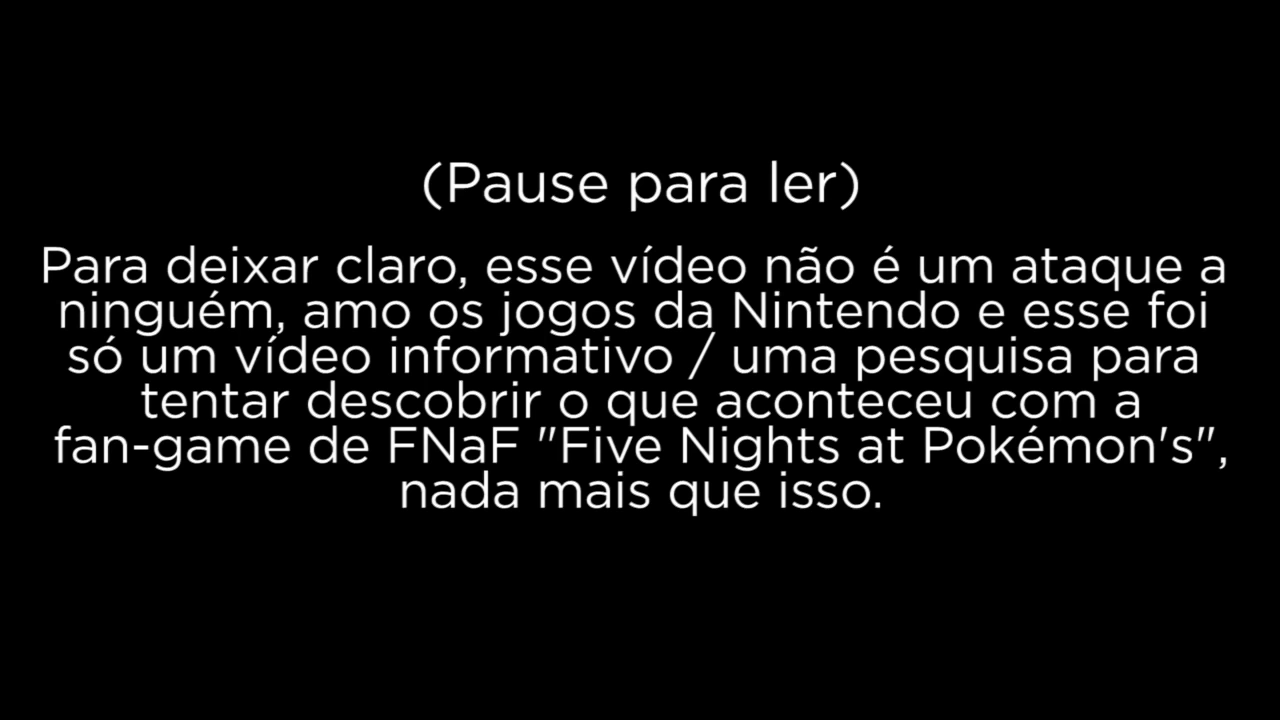 (Pause para ler)
Para deixar claro, esse vídeo não é um ataque a
ninguém, amo os jogos da Nintendo e esse foi
só um vídeo informativo / uma pesquisa para
tentar descobrir o que aconteceu com a
fan-game de FNaF "Five Nights at Pokémon's",
nada mais que isso.